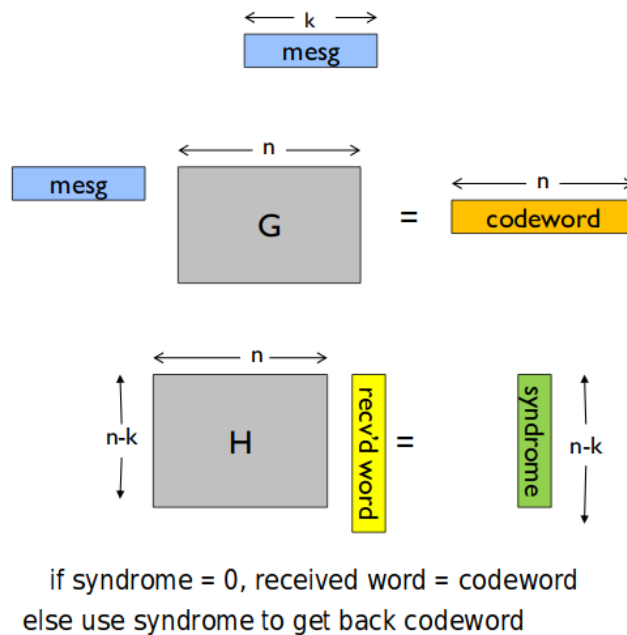 k
mesg
n
mesg
G
=
n
codeword
n
n-k
H
recv'd word
=
syndrome
n-k
if syndrome = 0, received word = codeword
else use syndrome to get back codeword